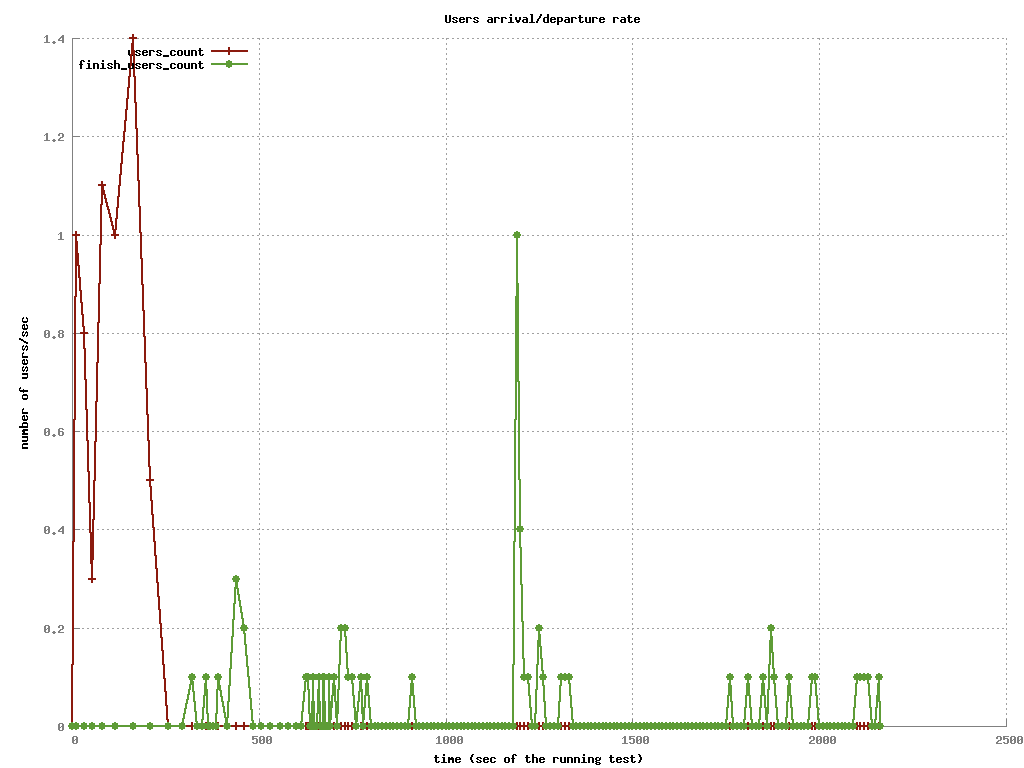 Users arrival/departure rate
users_count
finish_users_count
1.4
1.2
1
0.8
0.6
0.4
0.2
0
number of users/sec
0 500 1000 1500 2000 2500
time (sec of the running test)